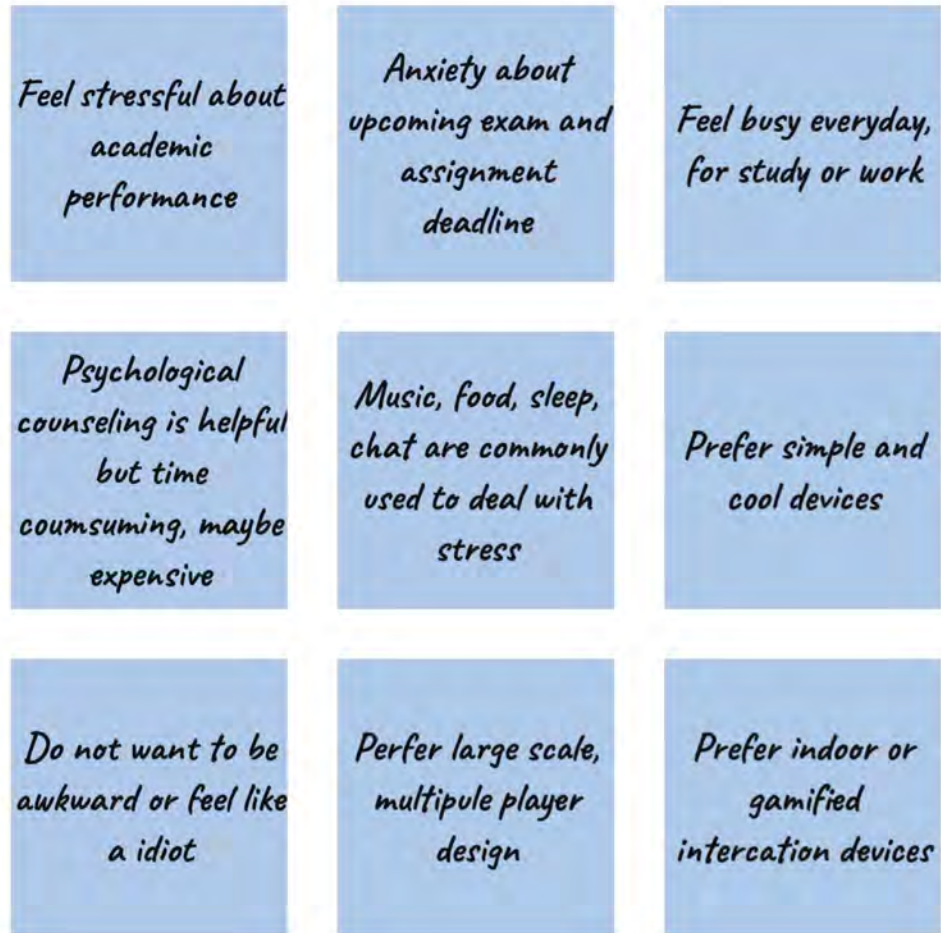 Feel stressful about
academic
performance
Anxiety about
upcoming exam and
assignment
deadline
Feel busy everyday,
for study or work
Psychological
counseling is helpful
but time
coumsuming, maybe
expensive
Music, food, sleep,
chat are commonly
used to deal with
stress
Prefer simple and
cool devices
Do not want to be
awkward or feel like
a idiot
Perfer large scale,
multipule player
design
Prefer indoor or
gamified
intercation devices